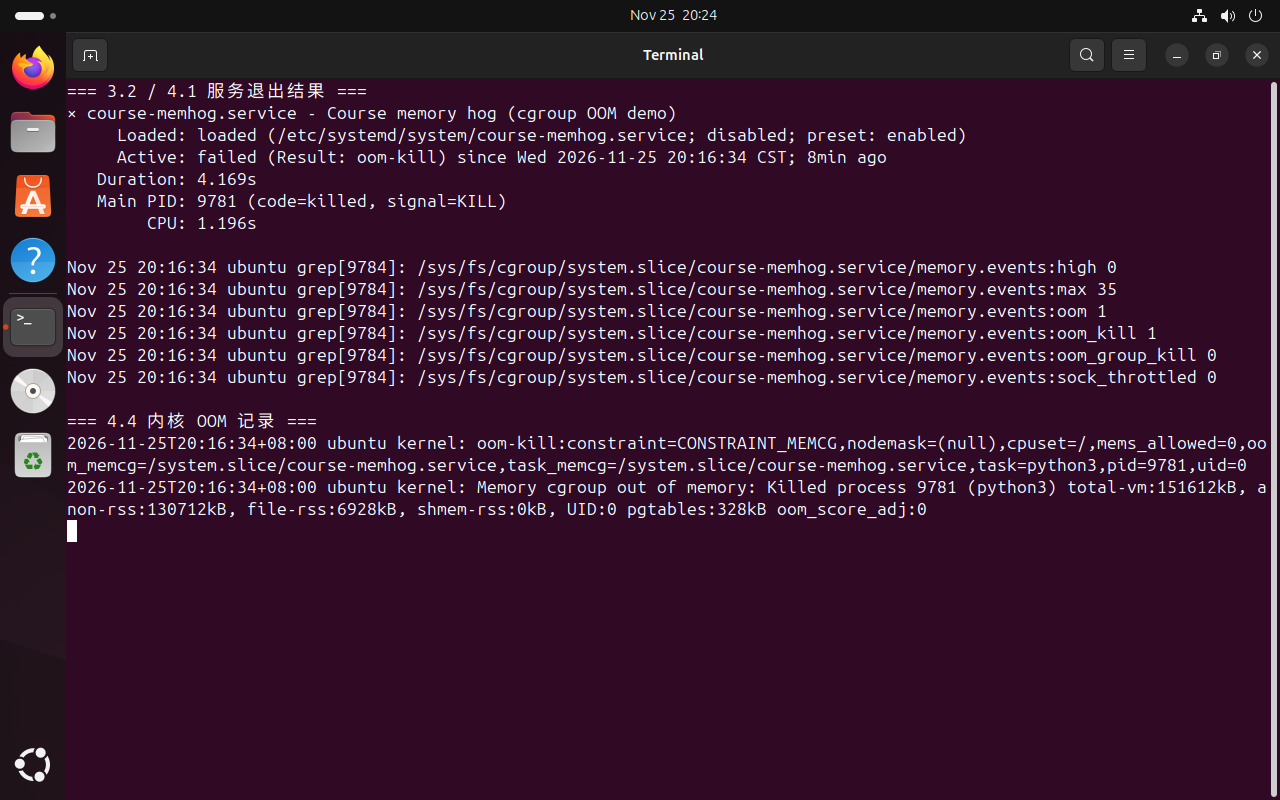 Nov 25 20:24
Terminal
=== 3.2 / 4.1 服务退出结果 ===
× course-memhog.service - Course memory hog (cgroup OOM demo)
Loaded: loaded (/etc/systemd/system/course-memhog.service; disabled; preset: enabled)
Active: failed (Result: oom-kill) since Wed 2026-11-25 20:16:34 CST; 8min ago
Duration: 4.169s
Main PID: 9781 (code=killed, signal=KILL)
CPU: 1.196s
Nov 25 20:16:34 ubuntu grep[9784]: /sys/fs/cgroup/system.slice/course-memhog.service/memory.events:high 0
Nov 25 20:16:34 ubuntu grep[9784]: /sys/fs/cgroup/system.slice/course-memhog.service/memory.events:max 35
Nov 25 20:16:34 ubuntu grep[9784]: /sys/fs/cgroup/system.slice/course-memhog.service/memory.events:oom 1
Nov 25 20:16:34 ubuntu grep[9784]: /sys/fs/cgroup/system.slice/course-memhog.service/memory.events:oom_kill 1
Nov 25 20:16:34 ubuntu grep[9784]: /sys/fs/cgroup/system.slice/course-memhog.service/memory.events:oom_group_kill 0
Nov 25 20:16:34 ubuntu grep[9784]: /sys/fs/cgroup/system.slice/course-memhog.service/memory.events:sock_throttled 0
=== 4.4 内核 OOM 记录 ===
2026-11-25T20:16:34+08:00 ubuntu kernel: oom-kill:constraint=CONSTRAINT_MEMCG,nodemask=(null),cpuset=/,mems_allowed=0,oo
m_memcg=/system.slice/course-memhog.service,task_memcg=/system.slice/course-memhog.service,task=python3,pid=9781,uid=0
2026-11-25T20:16:34+08:00 ubuntu kernel: Memory cgroup out of memory: Killed process 9781 (python3) total-vm:151612kB, a
non-rss:130712kB, file-rss:6928kB, shmem-rss:0kB, UID:0 pgtables:328kB oom_score_adj:0